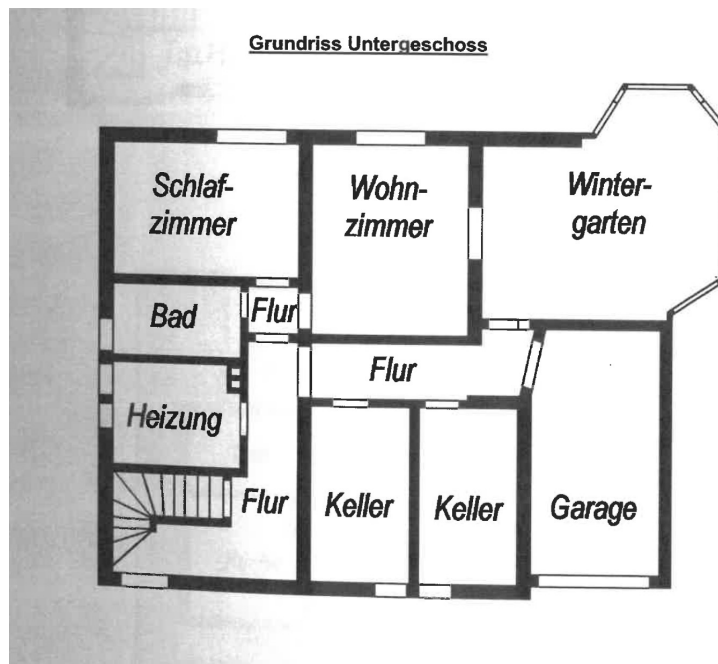 Grundriss Untergeschoss
Schlaf-
zimmer
Wohn-
zimmer
Winter-
garten
Bad
Flur
Flur
Heizung
Flur
Keller
Keller
Garage